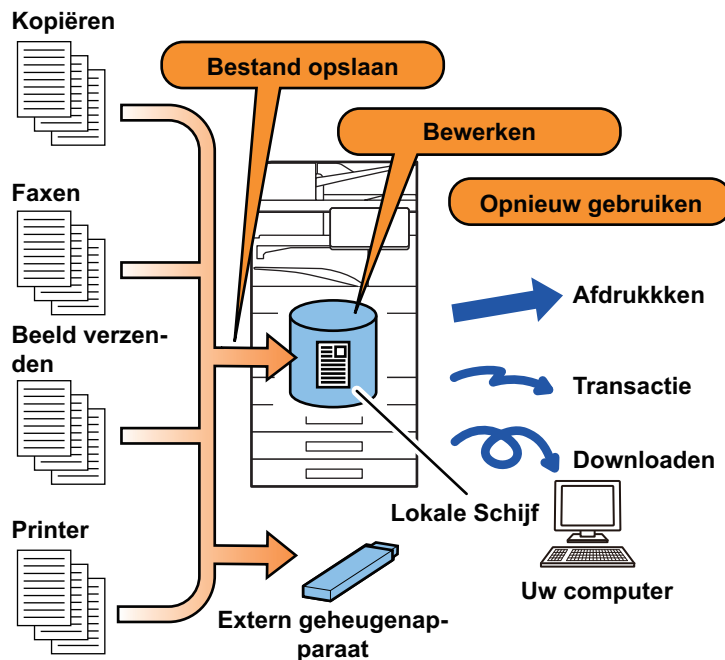 Kopiëren
Bestand opslaan
Bewerken
Faxen
Opnieuw gebruiken
Afdrukkken
Beeld verzen-
den
Transactie
Downloaden
Lokale Schijf
Printer
Uw computer
Extern geheugenap-
paraat